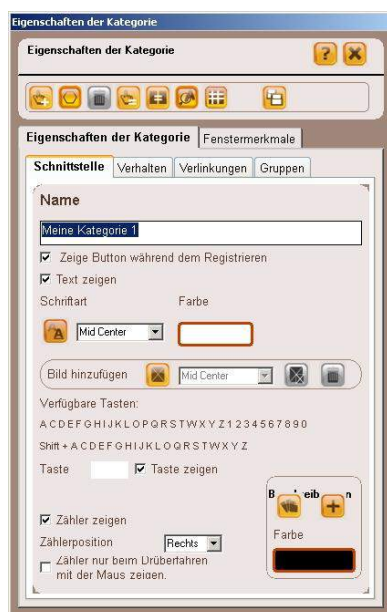 Eigenschaften der Kategorie
Eigenschaften der Kategorie
Eigenschaften der Kategorie Fenstermerkmale
Schnittstelle Verhalten Verlinkungen Gruppen
Name
Meine Kategorie 1
Zeige Button während dem Registrieren
Text zeigen
Schriftart Farbe
A Mid Center
Bild hinzufügen Mid Center
Verfügbare Tasten:
A C D E F G H I J K L O P Q R S T W X Y Z 1 2 3 4 5 6 7 8 9 0
Shift + A C D E F G H I J K L O Q R S T W X Y Z
Taste Taste zeigen
Zähler zeigen
Zählerposition Rechts
Farbe
Zähler nur beim Drüberfahren
mit der Maus zeigen.